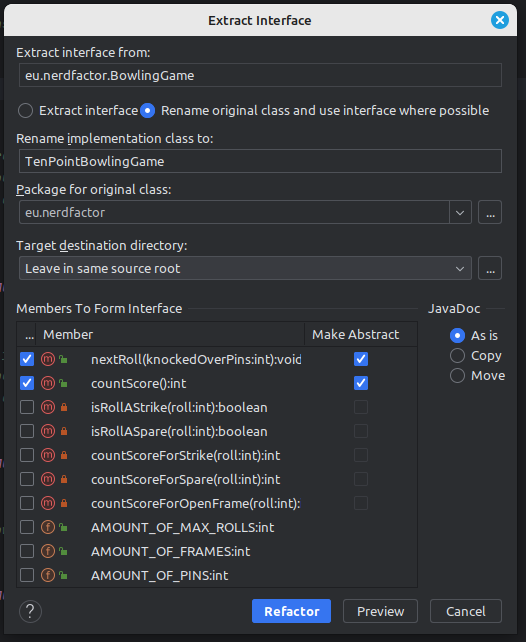 Extract Interface
Extract interface from:
eu.nerdfactor.BowlingGame
Extract interface Rename original class and use interface where possible
Rename implementation class to:
TenPointBowlingGame
Package for original class:
eu.nerdfactor ...
Target destination directory:
Leave in same source root ...
Members To Form Interface JavaDoc
... Member Make Abstract As is
m nextRoll(knockedOverPins:int):void Copy
m countScore():int Move
m isRollAStrike(roll:int):boolean
m isRollASpare(roll:int):boolean
m countScoreForStrike(roll:int):int
m countScoreForSpare(roll:int):int
m countScoreForOpenFrame(roll:int):
f AMOUNT_OF_MAX_ROLLS:int
f AMOUNT_OF_FRAMES:int
f AMOUNT_OF_PINS:int
? Refactor Preview Cancel